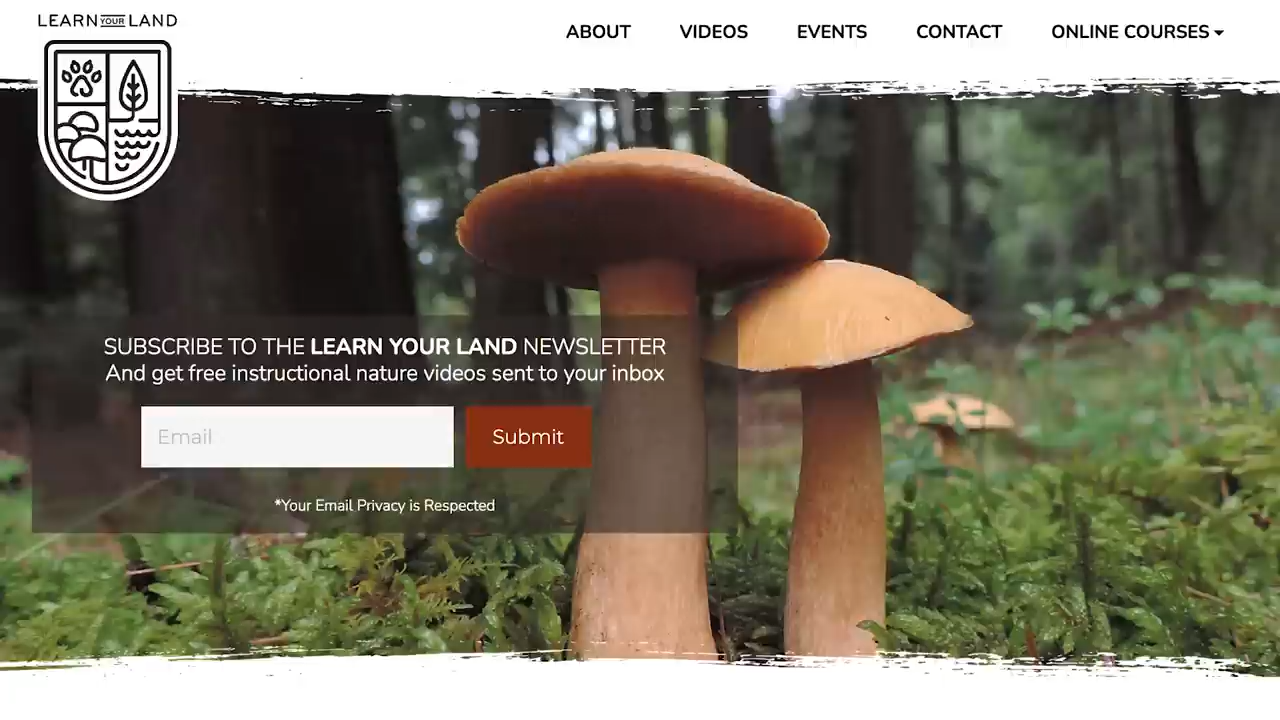 LEARN YOUR LAND
ABOUT VIDEOS EVENTS CONTACT ONLINE COURSES
SUBSCRIBE TO THE LEARN YOUR LAND NEWSLETTER
And get free instructional nature videos sent to your inbox
Email Submit
*Your Email Privacy is Respected